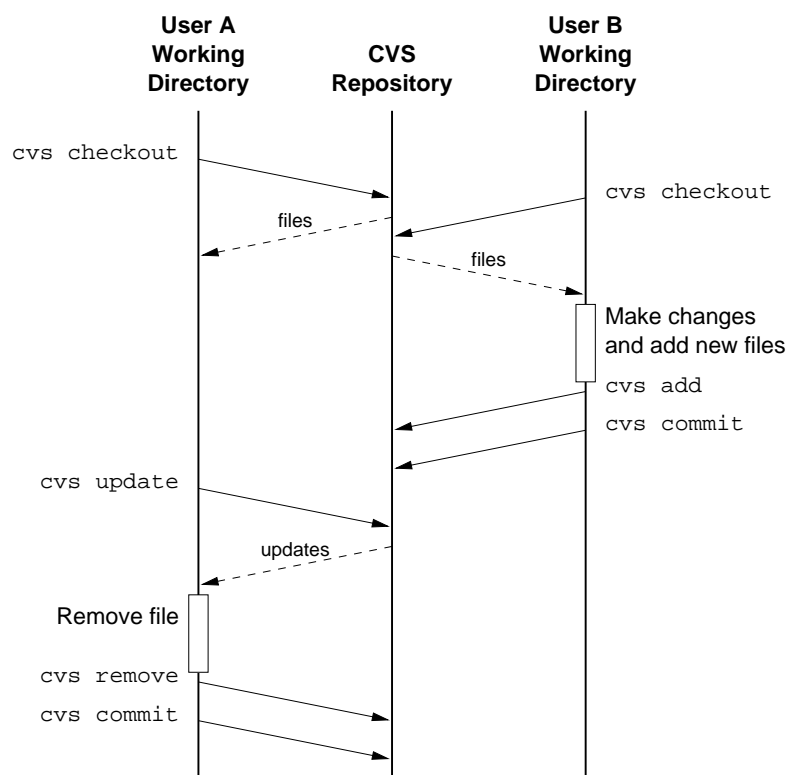 User A
Working
Directory
CVS
Repository
User B
Working
Directory
cvs checkout
cvs checkout
files
files
Make changes
and add new files
cvs add
cvs commit
cvs update
updates
Remove file
cvs remove
cvs commit